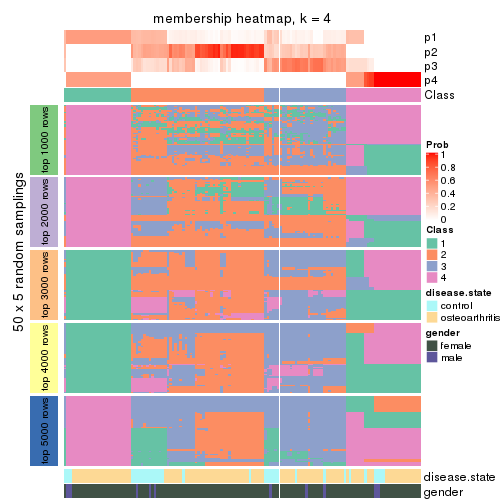 membership heatmap, k = 4
p1
p2
p3
p4
Class
50 x 5 random samplings
top 1000 rows
top 2000 rows
top 3000 rows
top 4000 rows
top 5000 rows
Prob
1
0.8
0.6
0.4
0.2
0
Class
1
2
3
4
disease.state
control
osteoarthritis
gender
female
male
disease.state
gender